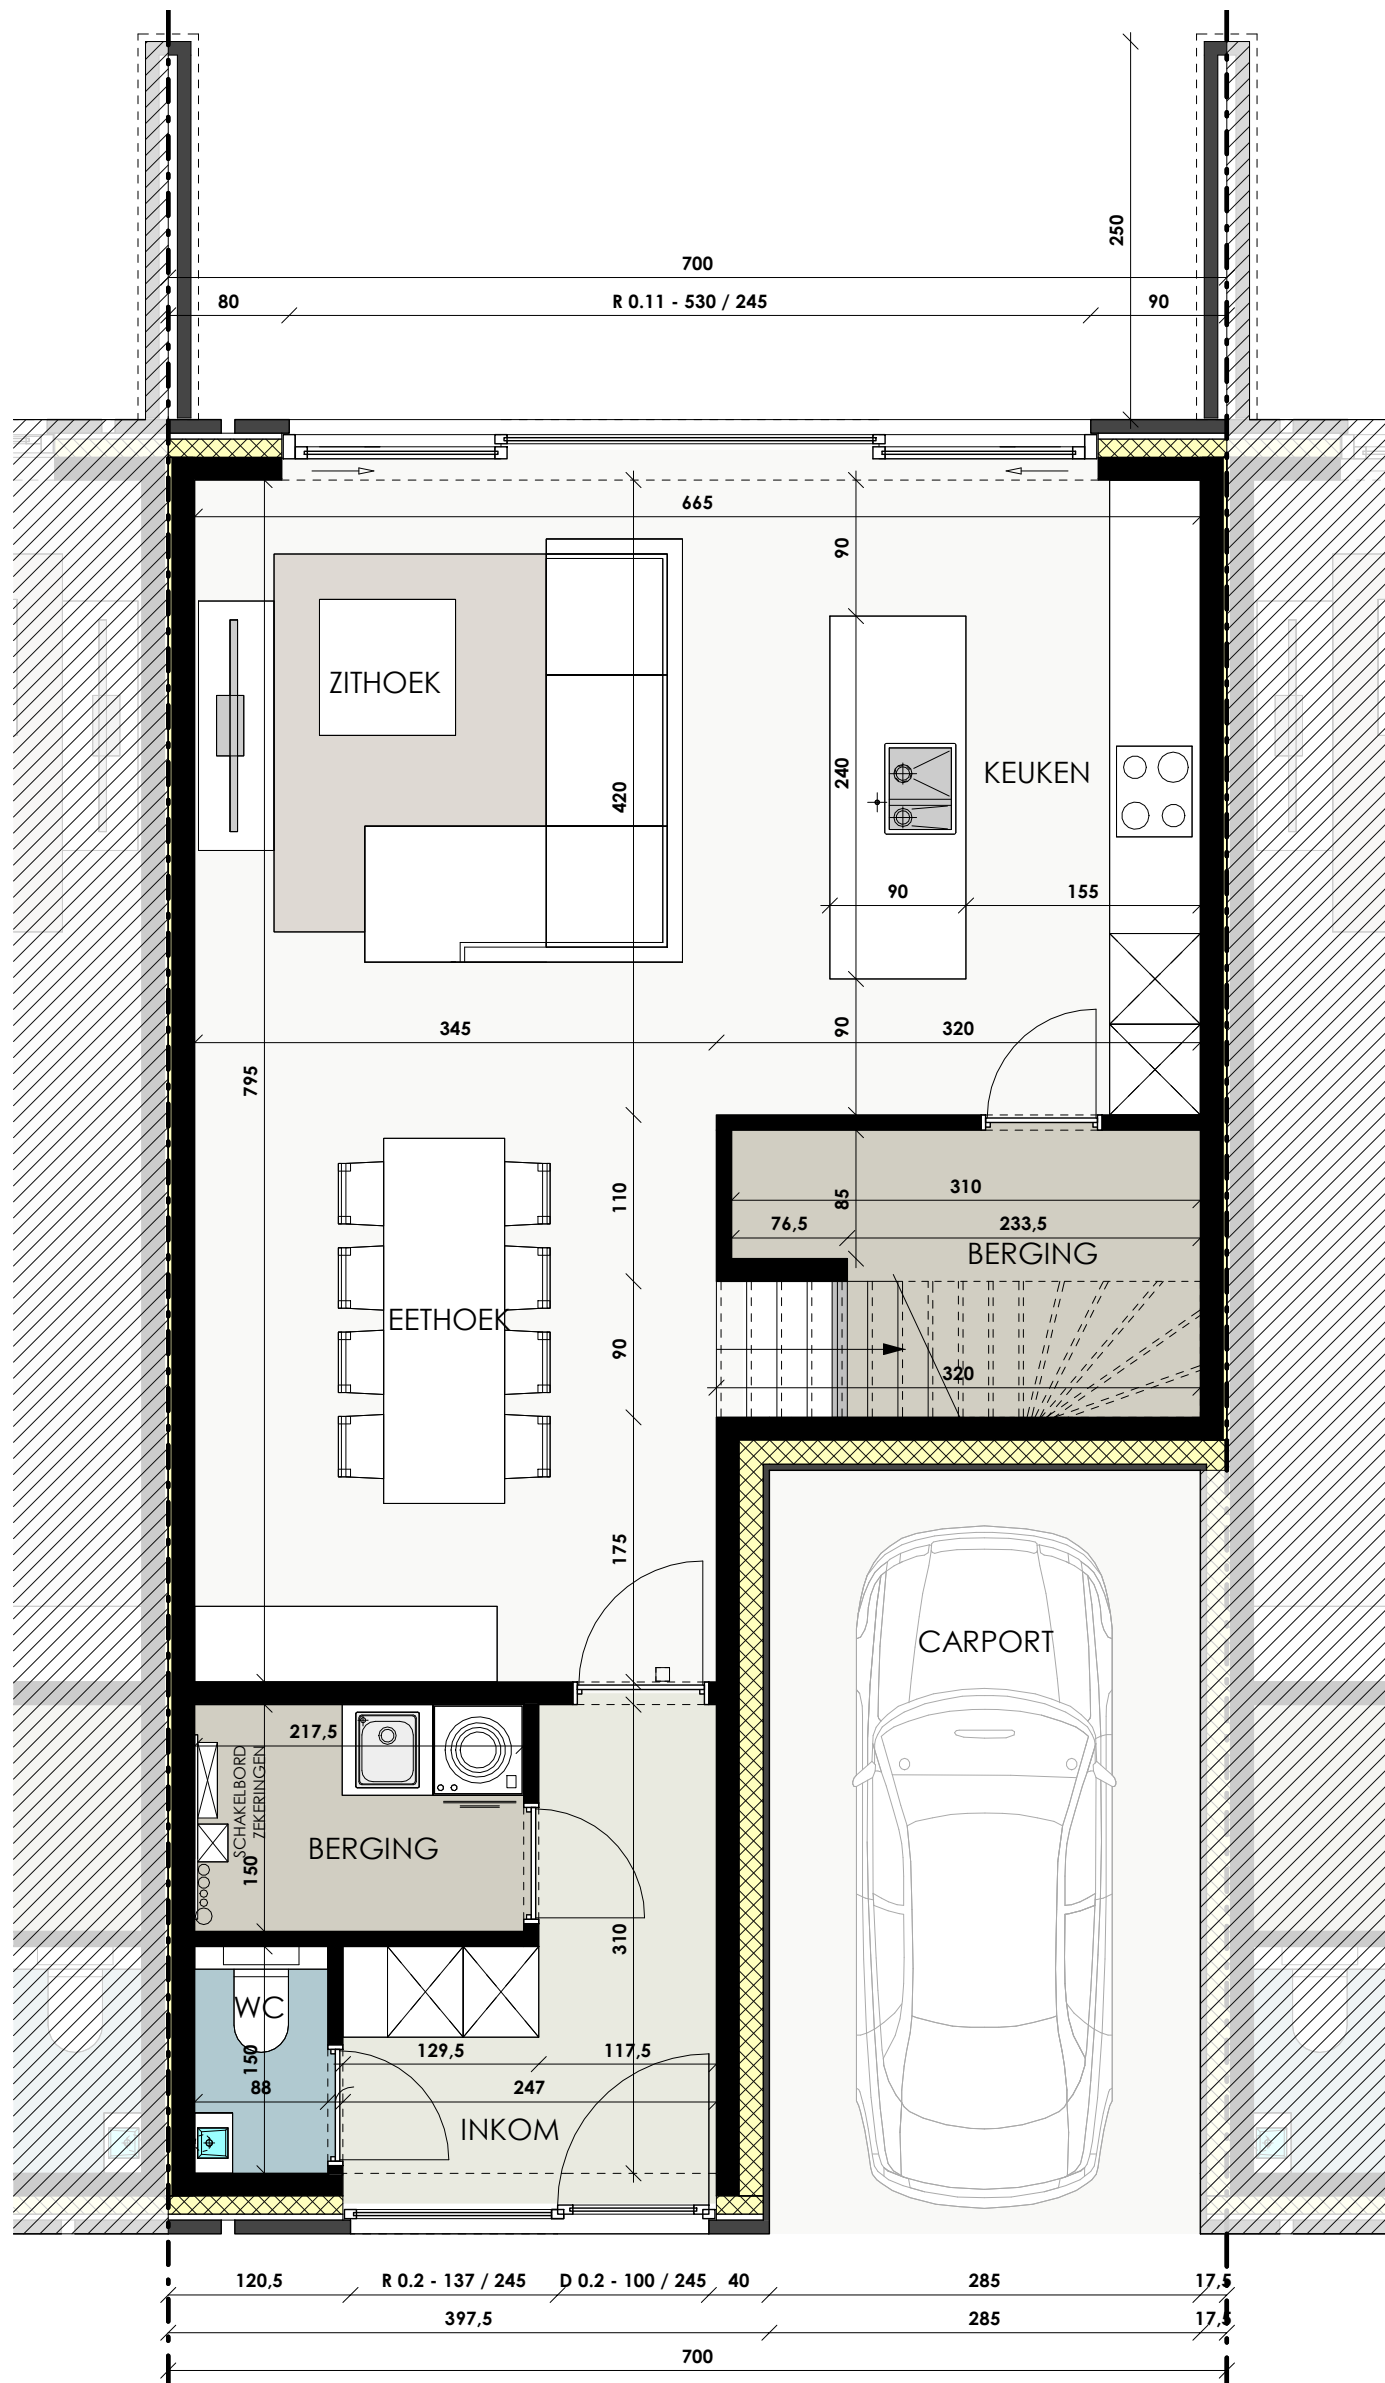 250
700
80
R 0.11 - 530 / 245
90
665
90
ZITHOEK
420
240
KEUKEN
90
155
345
90
320
795
110
85
310
76,5
233,5
BERGING
EETHOEK
90
320
175
CARPORT
217,5
SCHAKELBORD
ZEKERINGEN
BERGING
150
310
WC
150
129,5
117,5
88
247
INKOM
120,5
R 0.2 - 137 / 245
D 0.2 - 100 / 245
40
285
17,5
397,5
285
17,5
700